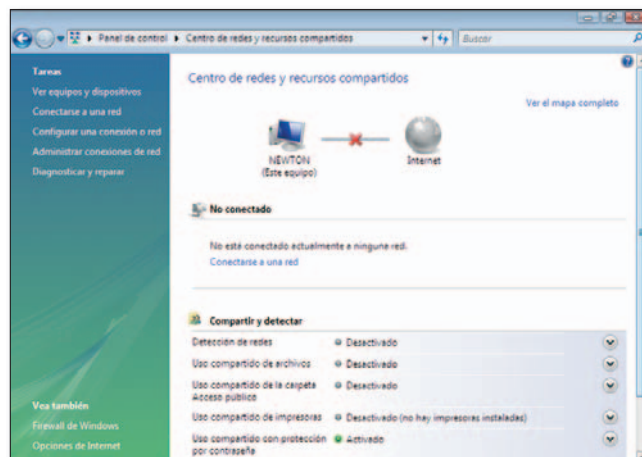 Panel de control
Centro de redes y recursos compartidos
Buscar
Tareas
Ver equipos y dispositivos
Conectarse a una red
Configurar una conexión o red
Administrar conexiones de red
Diagnosticar y reparar
Centro de redes y recursos compartidos
Ver el mapa completo
NEWTON
(Este equipo)
Internet
No conectado
No está conectado actualmente a ninguna red.
Conectarse a una red
Compartir y detectar
Detección de redes
Desactivado
Uso compartido de archivos
Desactivado
Uso compartido de la carpeta
Acceso público
Desactivado
Uso compartido de impresoras
Desactivado (no hay impresoras instaladas)
Uso compartido con protección
por contraseña
Activado
Vea también
Firewall de Windows
Opciones de Internet